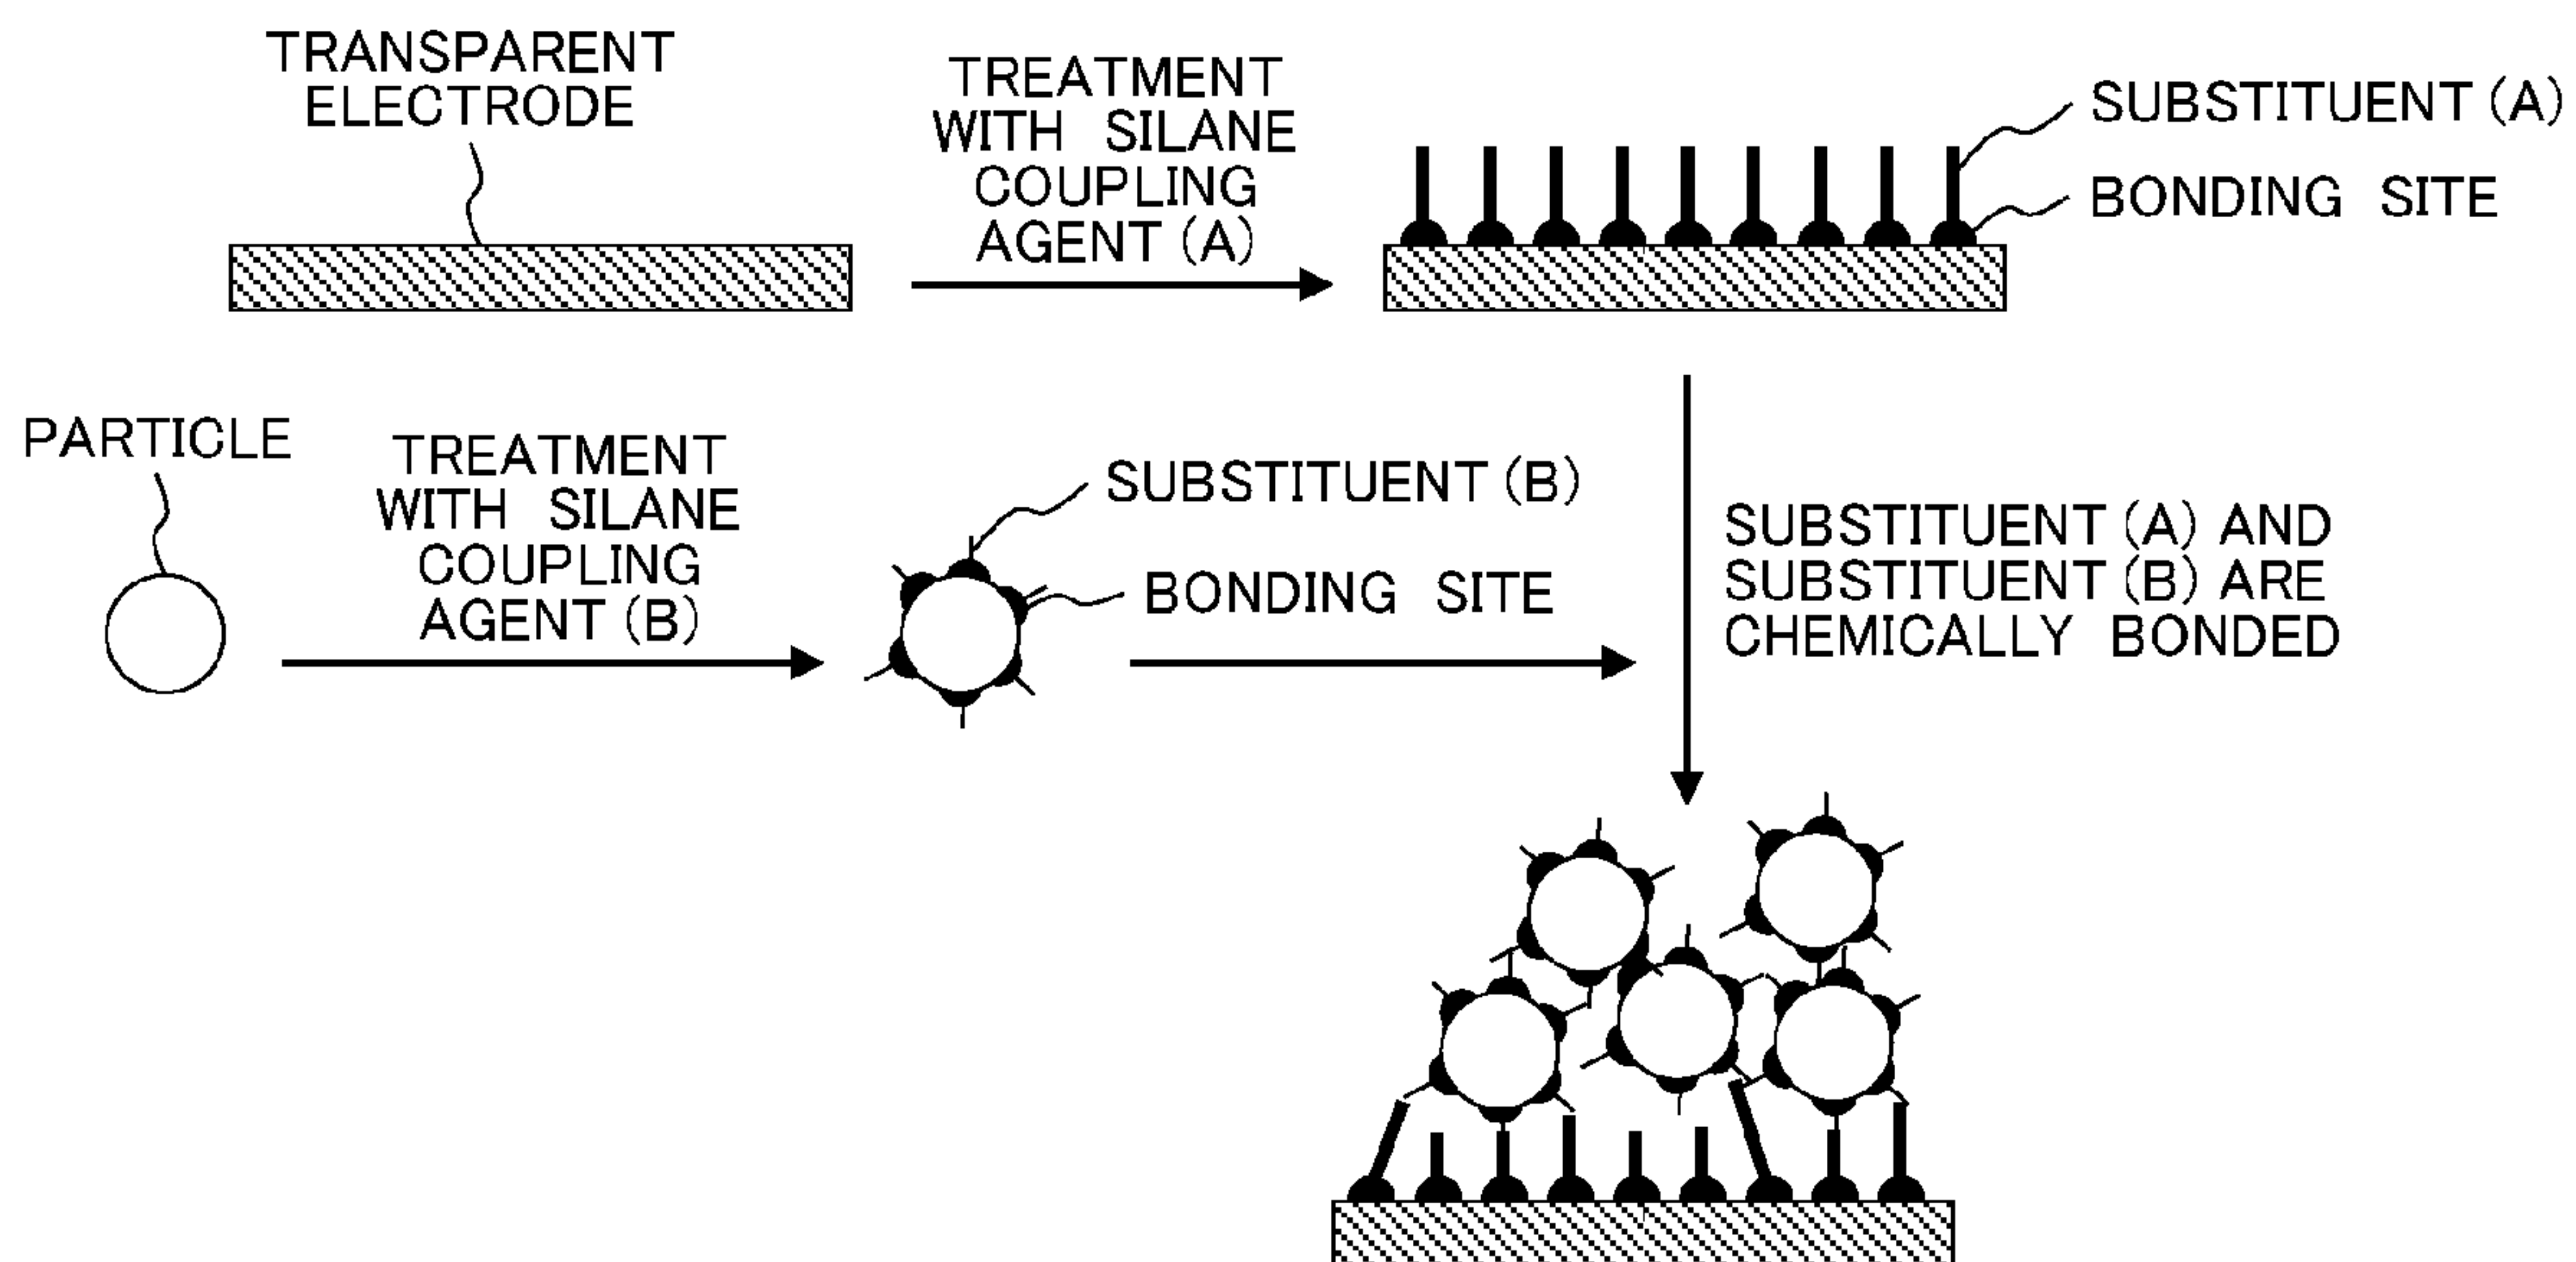 TRANSPARENT
ELECTRODE
TREATMENT
WITH SILANE
COUPLING
AGENT (A)
SUBSTITUENT (A)
BONDING SITE
PARTICLE
TREATMENT
WITH SILANE
COUPLING
AGENT (B)
SUBSTITUENT (B)
BONDING SITE
SUBSTITUENT (A) AND
SUBSTITUENT (B) ARE
CHEMICALLY BONDED